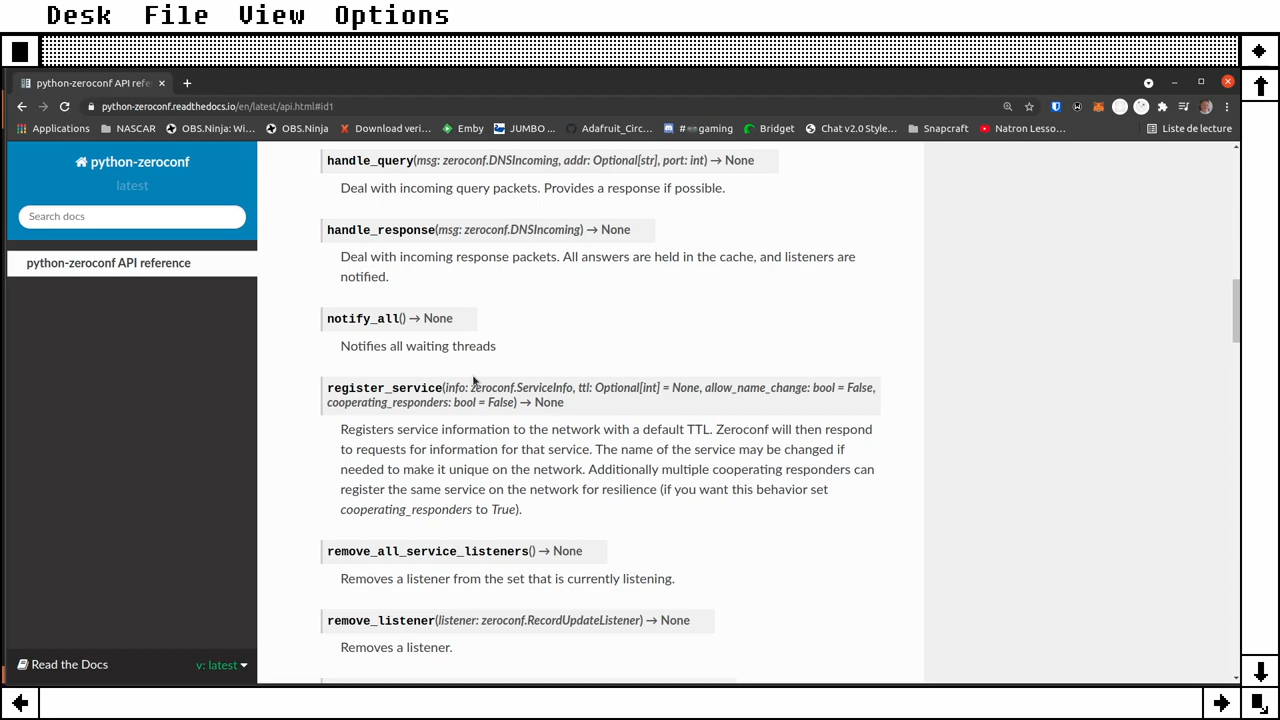 Desk File View Options
python-zeroconf API refe
python-zeroconf.readthedocs.io/en/latest/api.html#id1
Applications NASCAR OBS.Ninja: Wi... OBS.Ninja Download veri... Emby JUMBO ... Adafruit_Circ... gaming Bridget Chat v2.0 Style... Snapcraft Natron Lesso... Liste de lecture
python-zeroconf
latest
Search docs
python-zeroconf API reference
handle_query(msg: zeroconf.DNSIncoming, addr: Optional[str], port: int) → None
Deal with incoming query packets. Provides a response if possible.
handle_response(msg: zeroconf.DNSIncoming) → None
Deal with incoming response packets. All answers are held in the cache, and listeners are
notified.
notify_all() → None
Notifies all waiting threads
register_service(info: zeroconf.ServiceInfo, ttl: Optional[int] = None, allow_name_change: bool = False,
cooperating_responders: bool = False) → None
Registers service information to the network with a default TTL. Zeroconf will then respond
to requests for information for that service. The name of the service may be changed if
needed to make it unique on the network. Additionally multiple cooperating responders can
register the same service on the network for resilience (if you want this behavior set
cooperating_responders to True).
remove_all_service_listeners() → None
Removes a listener from the set that is currently listening.
remove_listener(listener: zeroconf.RecordUpdateListener) → None
Removes a listener.
Read the Docs v: latest